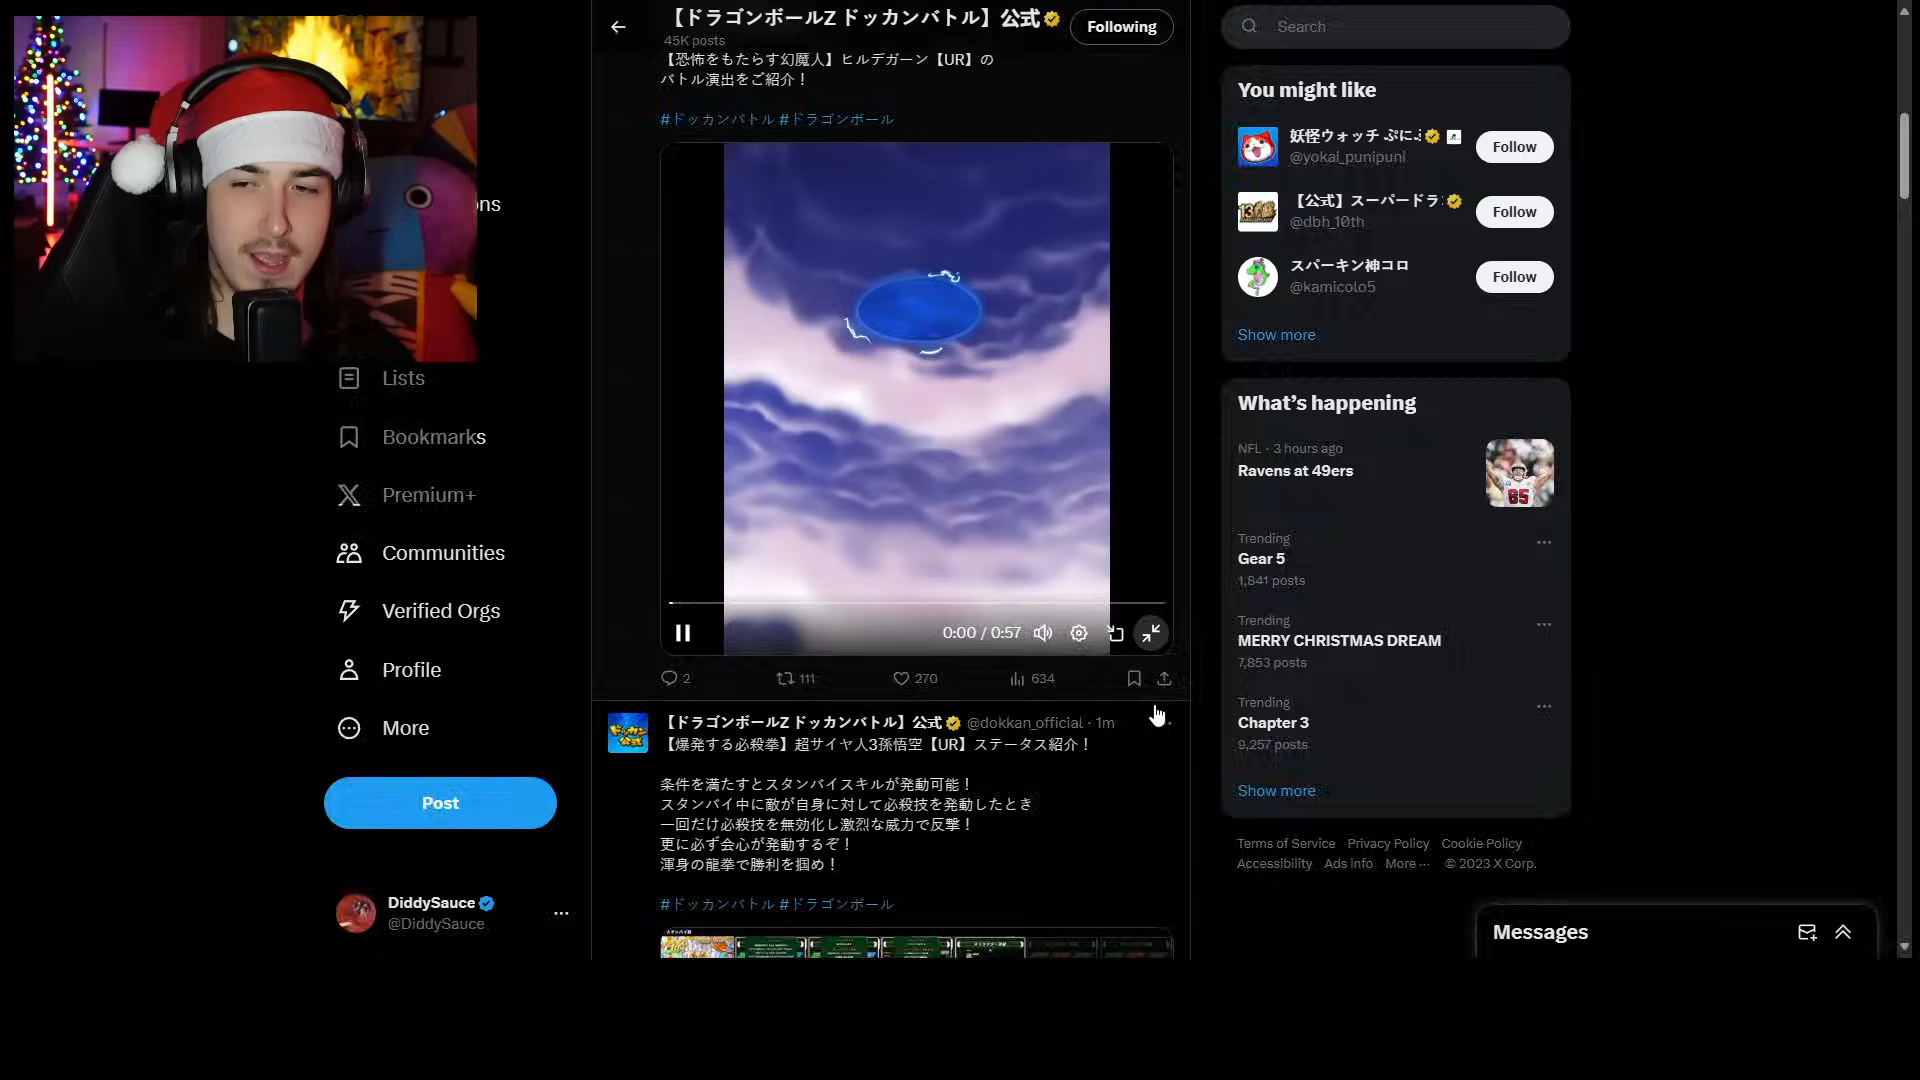 ns
Lists
Bookmarks
Premium+
Communities
Verified Orgs
Profile
More
Post
DiddySauce
@DiddySauce
【ドラゴンボールZ ドッカンバトル】公式
45K posts
Following
【恐怖をもたらす幻魔人】ヒルデガーン【UR】の
バトル演出をご紹介！
#ドッカンバトル #ドラゴンボール
0:00 / 0:57
2 111 270 634
【ドラゴンボールZ ドッカンバトル】公式 @dokkan_official · 1m
【爆発する必殺拳】超サイヤ人3孫悟空【UR】ステータス紹介！
条件を満たすとスタンバイスキルが発動可能！
スタンバイ中に敵が自身に対して必殺技を発動したとき
一回だけ必殺技を無効化し激烈な威力で反撃！
更に必ず会心が発動するぞ！
渾身の龍拳で勝利を掴め！
#ドッカンバトル #ドラゴンボール
Search
You might like
妖怪ウォッチ ぷにぷ
@yokai_punipuni
Follow
【公式】スーパードラ
@dbh_10th
Follow
スパーキン神コロ
@kamicolo5
Follow
Show more
What's happening
NFL · 3 hours ago
Ravens at 49ers
85
Trending
Gear 5
1,841 posts
Trending
MERRY CHRISTMAS DREAM
7,853 posts
Trending
Chapter 3
9,257 posts
Show more
Terms of Service Privacy Policy Cookie Policy
Accessibility Ads info More ··· © 2023 X Corp.
Messages